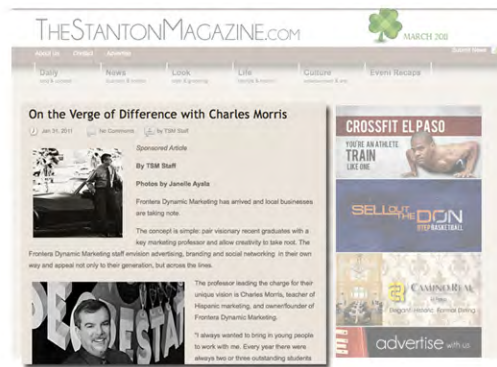 THESTANTONMAGAZINE.COM
MARCH 2011
About Us Contact Advertise
Daily
News
Look
Life
Culture
Event Recaps
On the Verge of Difference with Charles Morris
Jan 31, 2011 No Comments by TSM Staff
Sponsored Article
By TSM Staff
Photos by Janelle Ayala
Frontera Dynamic Marketing has arrived and local businesses
are taking note.
The concept is simple: pair visionary recent graduates with a
key marketing professor and allow creativity to take root. The
Frontera Dynamic Marketing staff envision advertising, branding and social networking in their own
way and appeal not only to their generation, but across the lines.
The professor leading the charge for their
unique vision is Charles Morris, teacher of
Hispanic marketing, and owner/founder of
Frontera Dynamic Marketing.
"I always wanted to bring in young people
to work with me. Every year there were
always two or three outstanding students
CROSSFIT EL PASO
YOU'RE AN ATHLETE.
TRAIN
LIKE ONE.
SELL OUT
THE DON
BASKETBALL
CAMINO REAL
advertise with us